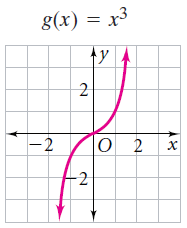 g(x) = x³
y
2
−2 O 2 x
−2